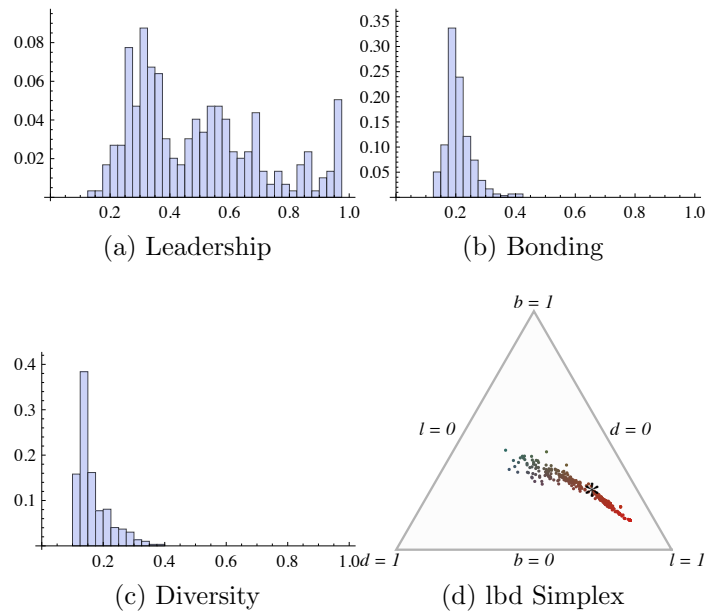 0.08
0.06
0.04
0.02
0.2 0.4 0.6 0.8 1.0
(a) Leadership
0.35
0.30
0.25
0.20
0.15
0.10
0.05
0.2 0.4 0.6 0.8 1.0
(b) Bonding
0.4
0.3
0.2
0.1
0.2 0.4 0.6 0.8 1.0
(c) Diversity
b = 1
l = 0 d = 0
d = 1 b = 0 l = 1
(d) lbd Simplex